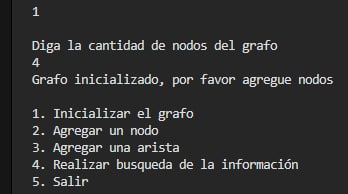 1
Diga la cantidad de nodos del grafo
4
Grafo inicializado, por favor agregue nodos
1. Inicializar el grafo
2. Agregar un nodo
3. Agregar una arista
4. Realizar busqueda de la información
5. Salir